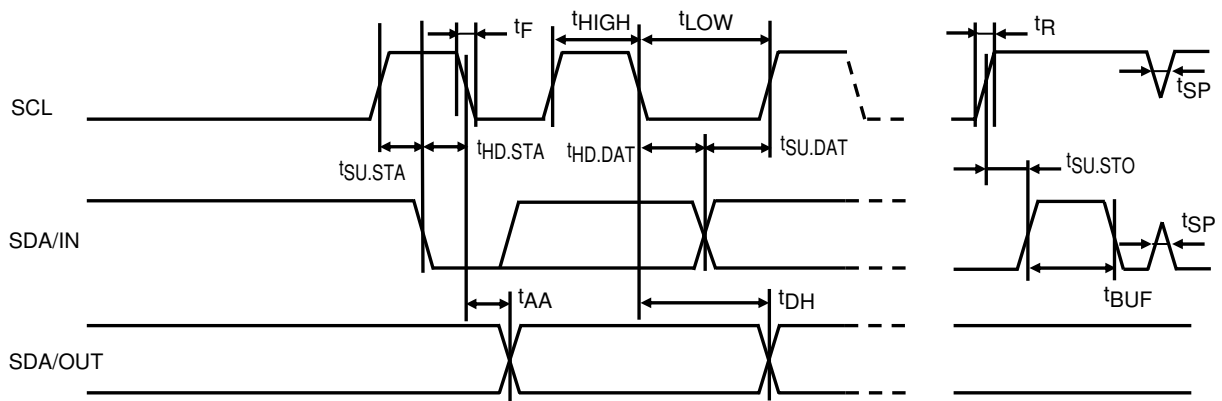 tF
tHIGH
tLOW
tR
SCL
tSP
tSU.STA
tHD.STA
tHD.DAT
tSU.DAT
tSU.STO
SDA/IN
tSP
tAA
tDH
tBUF
SDA/OUT